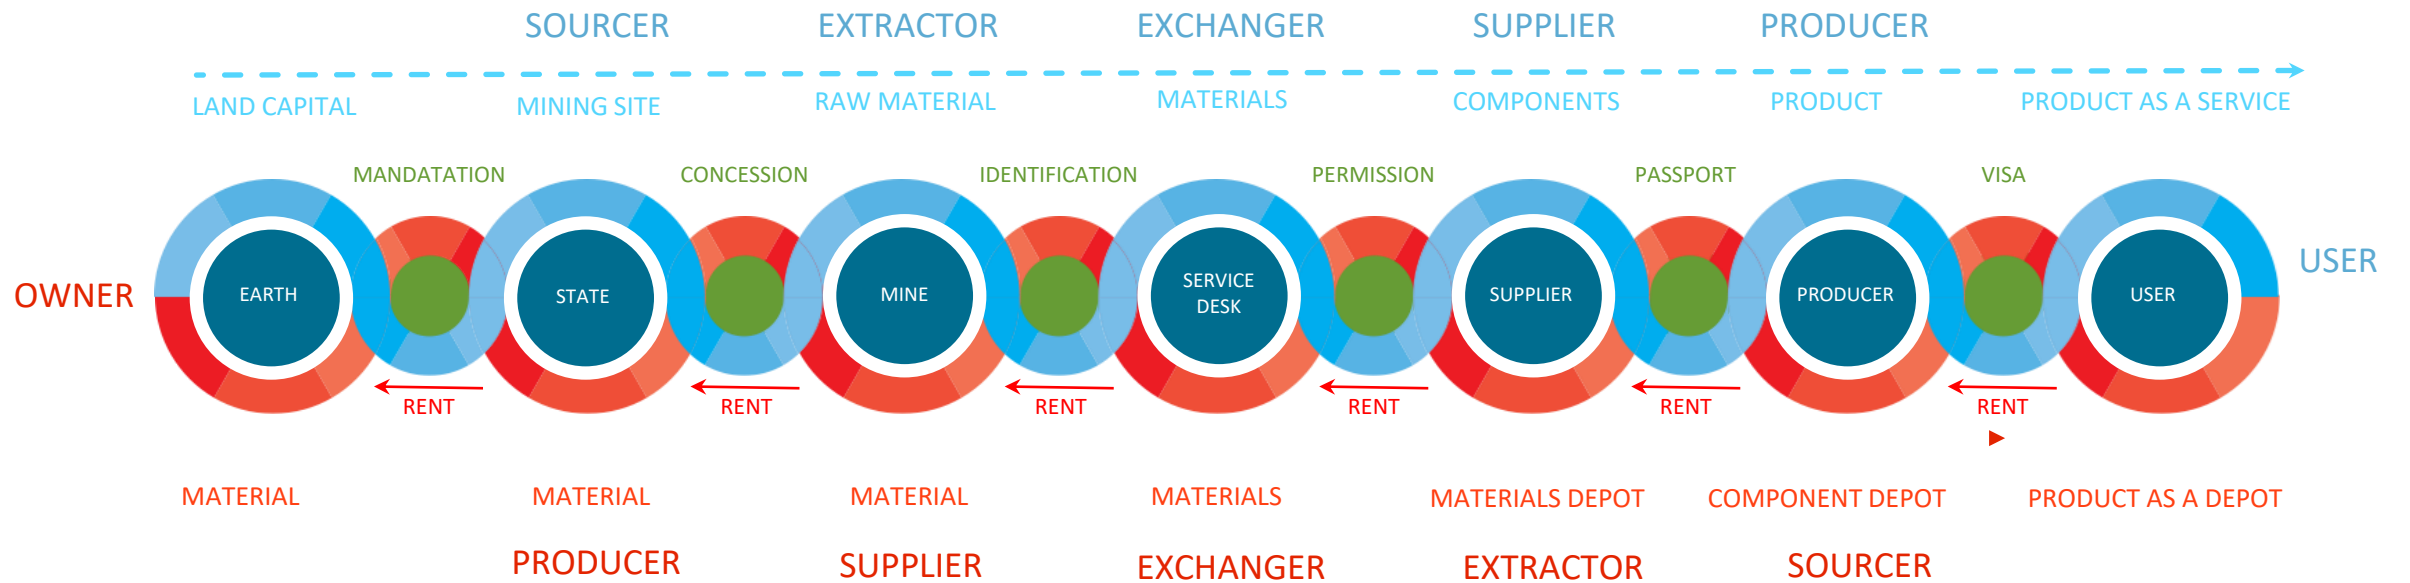 SOURCER EXTRACTOR EXCHANGER SUPPLIER PRODUCER
LAND CAPITAL MINING SITE RAW MATERIAL MATERIALS COMPONENTS PRODUCT PRODUCT AS A SERVICE
MANDATATION CONCESSION IDENTIFICATION PERMISSION PASSPORT VISA
OWNER EARTH STATE MINE SERVICE DESK SUPPLIER PRODUCER USER USER
RENT RENT RENT RENT RENT RENT
MATERIAL MATERIAL MATERIAL MATERIALS MATERIALS DEPOT COMPONENT DEPOT PRODUCT AS A DEPOT
PRODUCER SUPPLIER EXCHANGER EXTRACTOR SOURCER